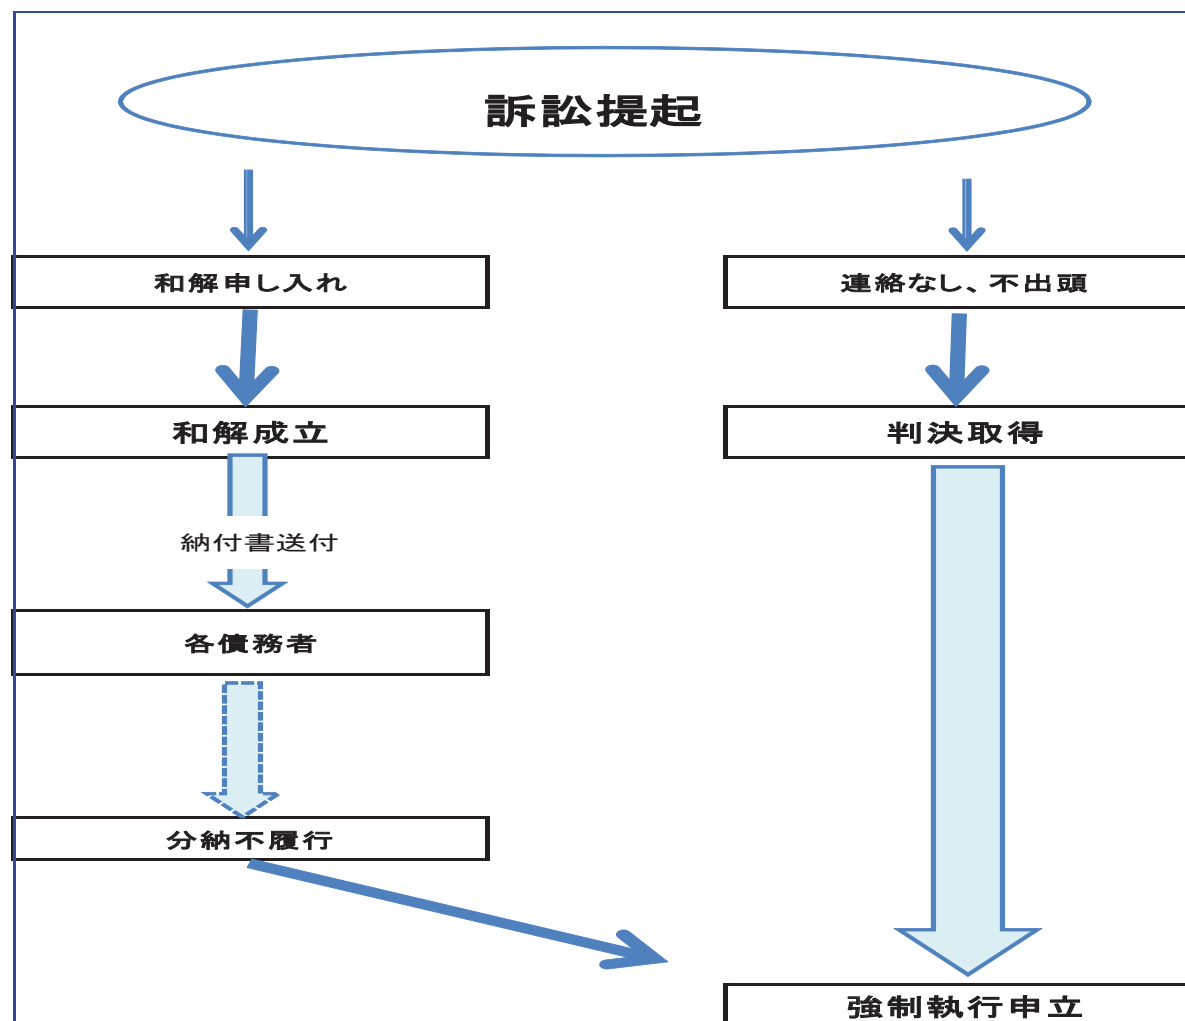 訴訟提起
和解申し入れ
連絡なし、不出頭
和解成立
判決取得
納付書送付
各債務者
分納不履行
強制執行申立